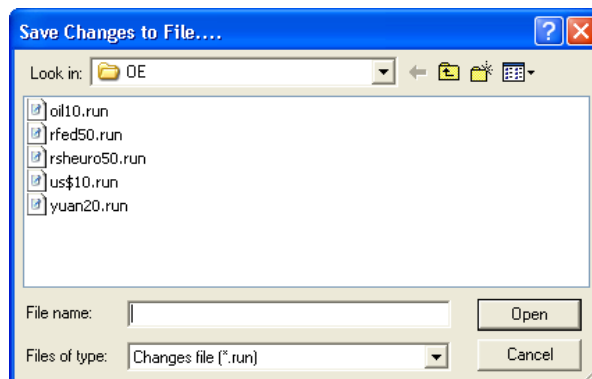 Save Changes to File....
Look in: OE
oil10.run
rfed50.run
rsheuro50.run
us$10.run
yuan20.run
File name:
Open
Files of type: Changes file (*.run)
Cancel